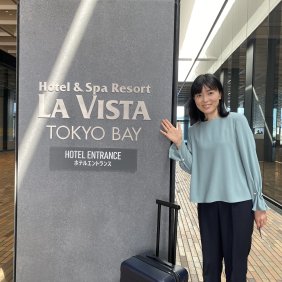 Hotel & Spa Resort
LA VISTA
TOKYO BAY
HOTEL ENTRANCE
ホテルエントランス